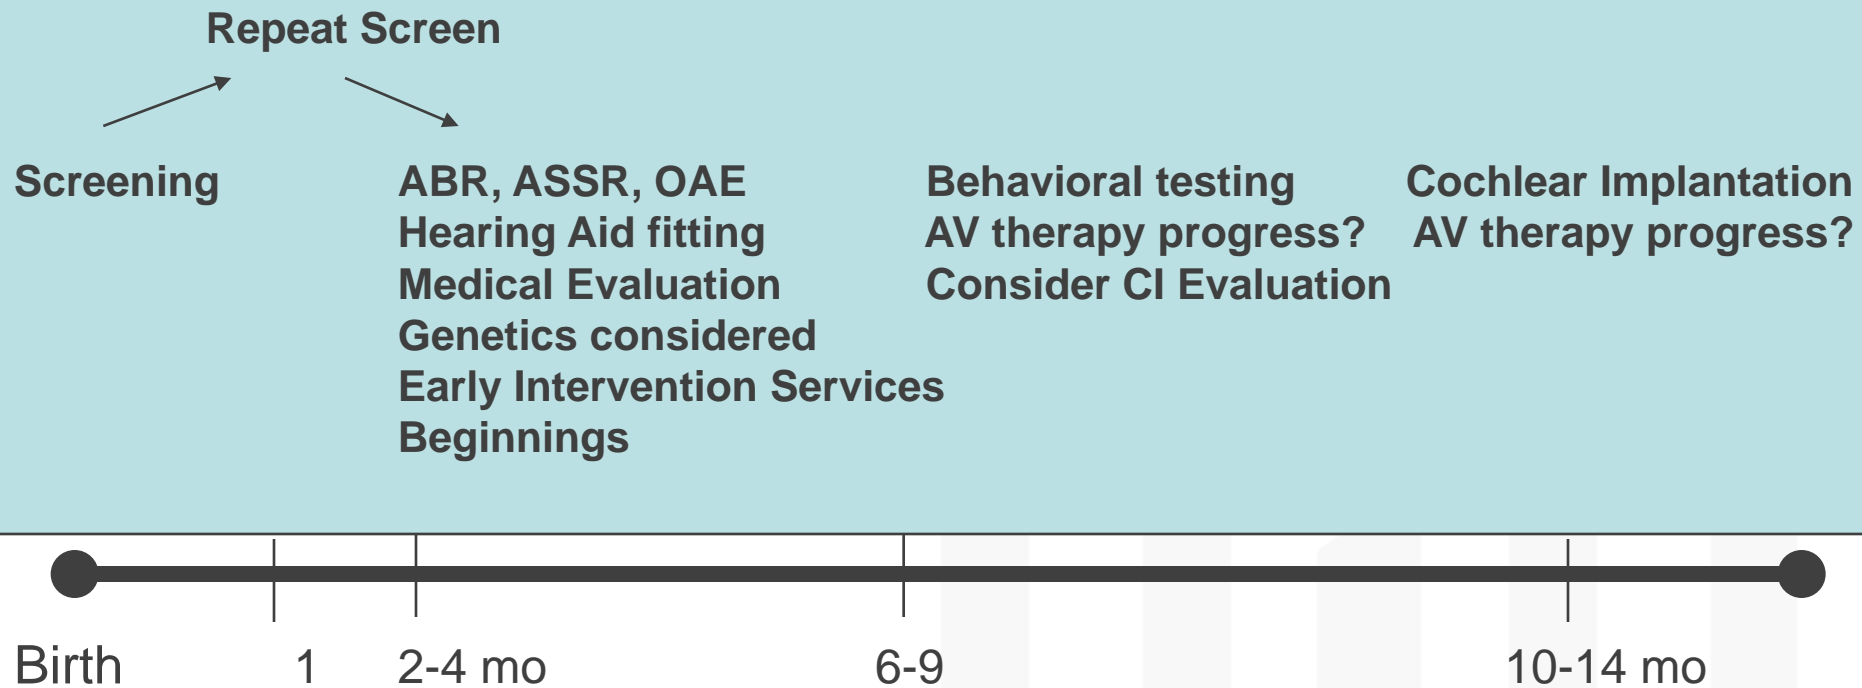 Repeat Screen
Screening
ABR, ASSR, OAE
Hearing Aid fitting
Medical Evaluation
Genetics considered
Early Intervention Services
Beginnings
Behavioral testing
AV therapy progress?
Consider CI Evaluation
Cochlear Implantation
AV therapy progress?
Birth 1 2-4 mo 6-9 10-14 mo